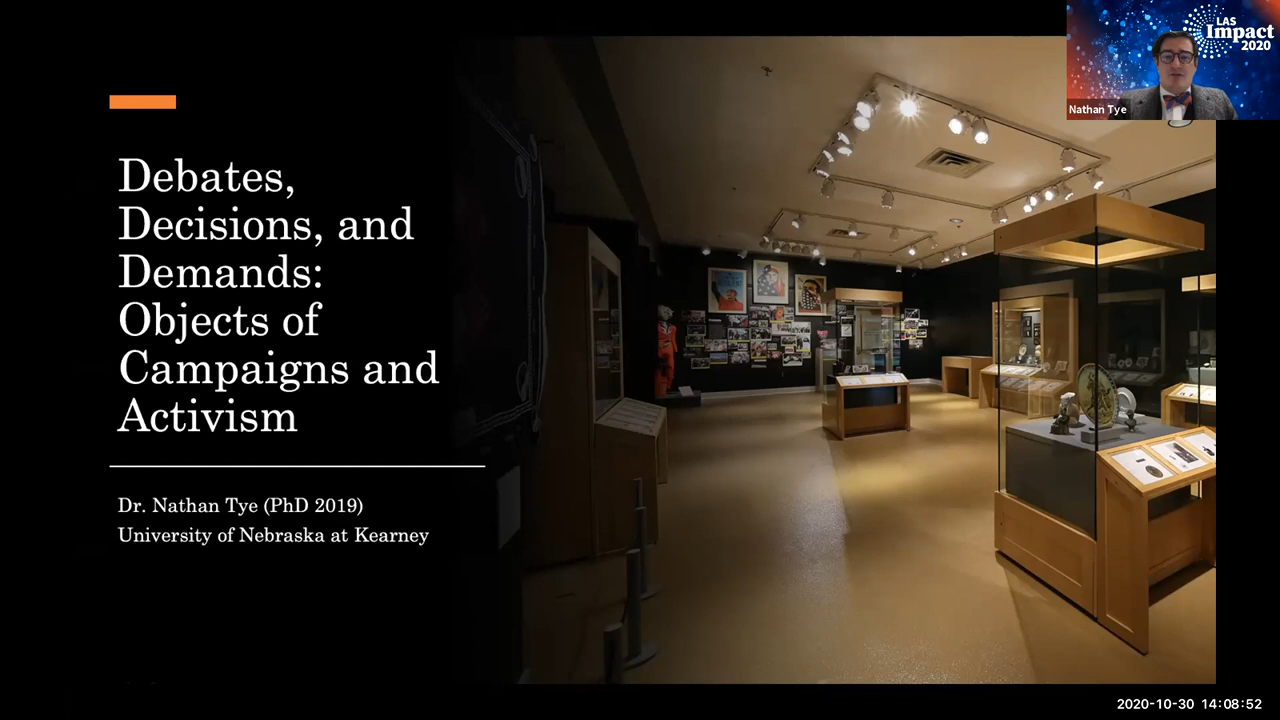 Debates,
Decisions, and
Demands:
Objects of
Campaigns and
Activism
Dr. Nathan Tye (PhD 2019)
University of Nebraska at Kearney
LAS
Impact
2020
Nathan Tye
2020-10-30 14:08:52